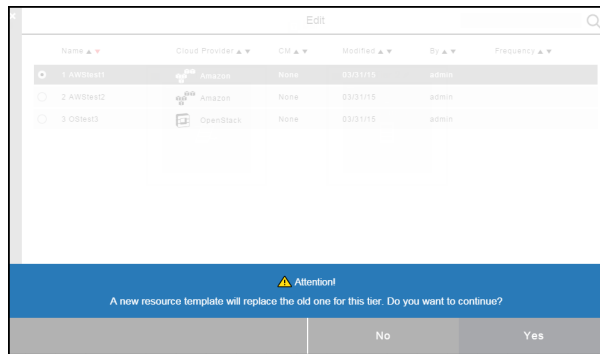 Edit
Name Cloud Provider CM Modified By Frequency
1 AWStest1 Amazon None 03/31/15 admin
2 AWStest2 Amazon None 03/31/15 admin
3 OStest3 OpenStack None 03/31/15 admin
Attention!
A new resource template will replace the old one for this tier. Do you want to continue?
No Yes